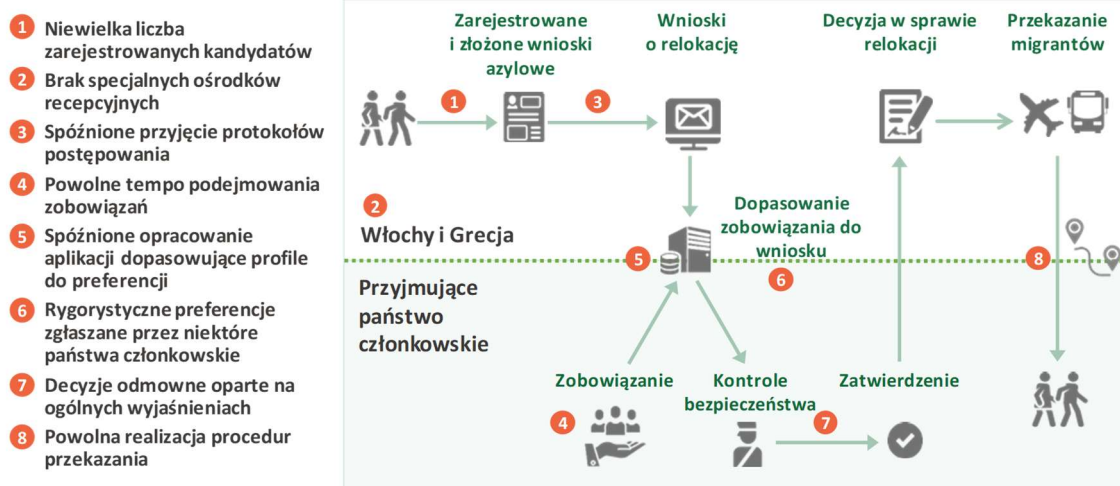 1 Niewielka liczba
zarejestrowanych kandydatów
2 Brak specjalnych ośrodków
recepcyjnych
3 Spóźnione przyjęcie protokołów
postępowania
4 Powolne tempo podejmowania
zobowiązań
5 Spóźnione opracowanie
aplikacji dopasowujące profile
do preferencji
6 Rygorystyczne preferencje
zgłaszane przez niektóre
państwa członkowskie
7 Decyzje odmowne oparte na
ogólnych wyjaśnieniach
8 Powolna realizacja procedur
przekazania
Zarejestrowane
i złożone wnioski
azylowe
Wnioski
o relokację
Decyzja w sprawie
relokacji
Przekazanie
migrantów
1
3
2
Włochy i Grecja
Dopasowanie
zobowiązania do
wniosku
5
6
8
Przyjmujące
państwo
członkowskie
Zobowiązanie
Kontrole
bezpieczeństwa
Zatwierdzenie
4
7